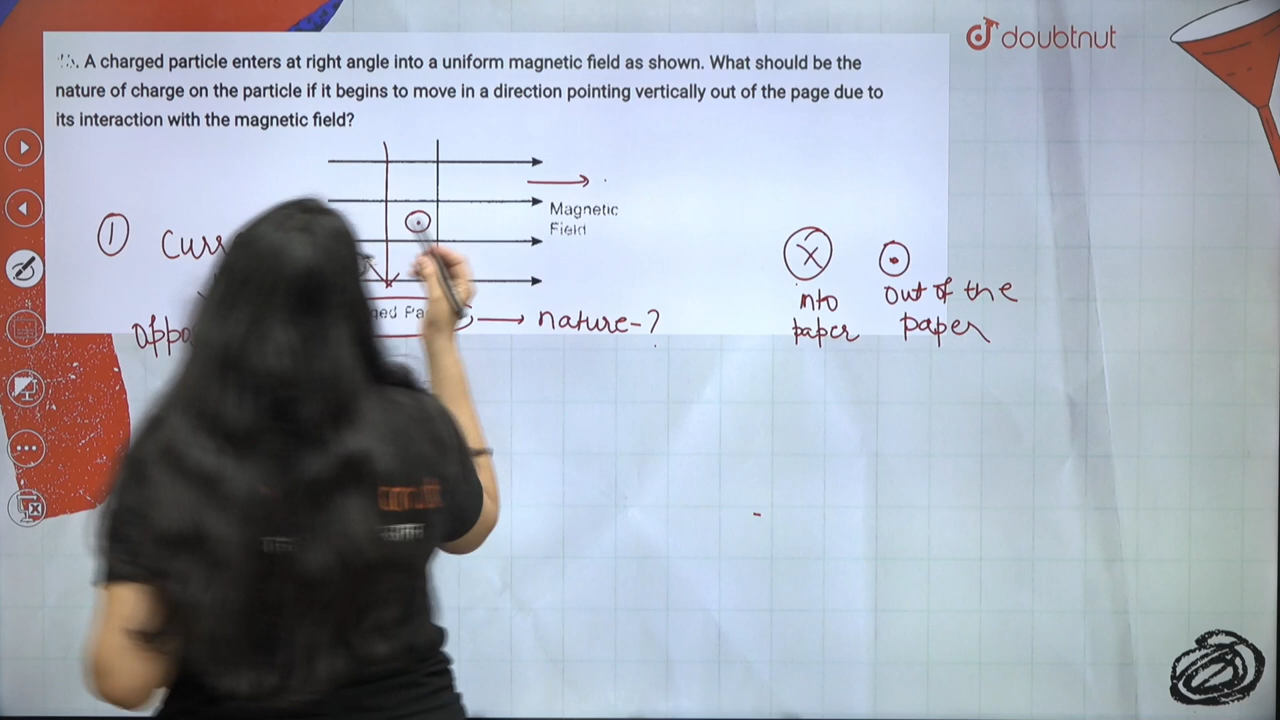 doubtnut
A charged particle enters at right angle into a uniform magnetic field as shown. What should be the
nature of charge on the particle if it begins to move in a direction pointing vertically out of the page due to
its interaction with the magnetic field?
Magnetic
Field
① Curr
oppo
nature-?
into
paper
out of the
paper